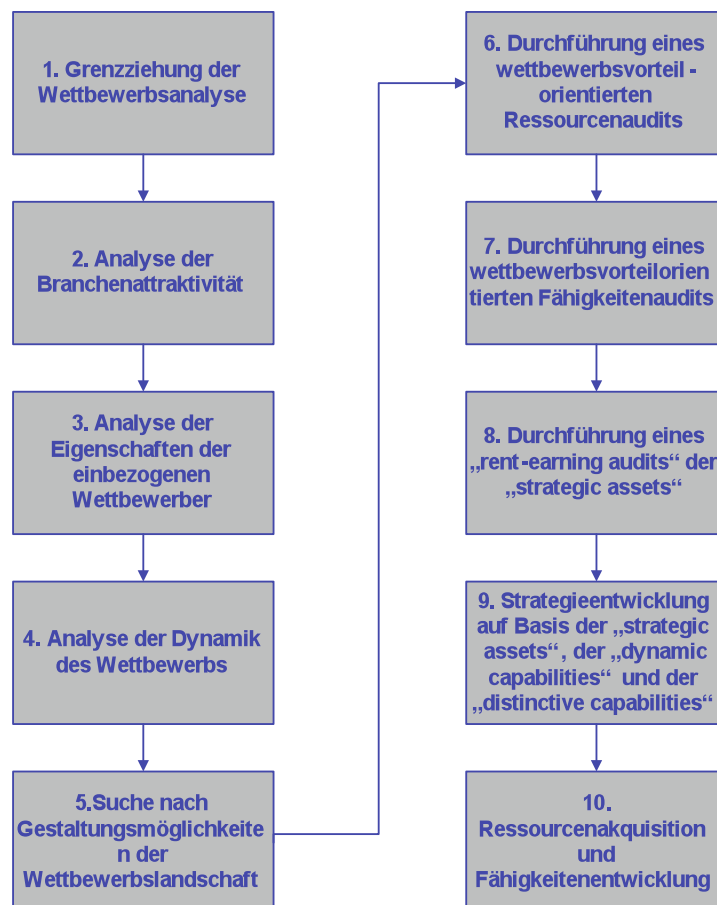 1. Grenzziehung der
Wettbewerbsanalyse
2. Analyse der
Branchenattraktivität
3. Analyse der
Eigenschaften der
einbezogenen
Wettbewerber
4. Analyse der Dynamik
des Wettbewerbs
5.Suche nach
Gestaltungsmöglichkeite
n der
Wettbewerbslandschaft
6. Durchführung eines
wettbewerbsvorteil -
orientierten
Ressourcenaudits
7. Durchführung eines
wettbewerbsvorteilorien
tierten Fähigkeitenaudits
8. Durchführung eines
„rent-earning audits“ der
„strategic assets“
9. Strategieentwicklung
auf Basis der „strategic
assets“, der „dynamic
capabilities“ und der
„distinctive capabilities“
10.
Ressourcenakquisition
und
Fähigkeitenentwicklung